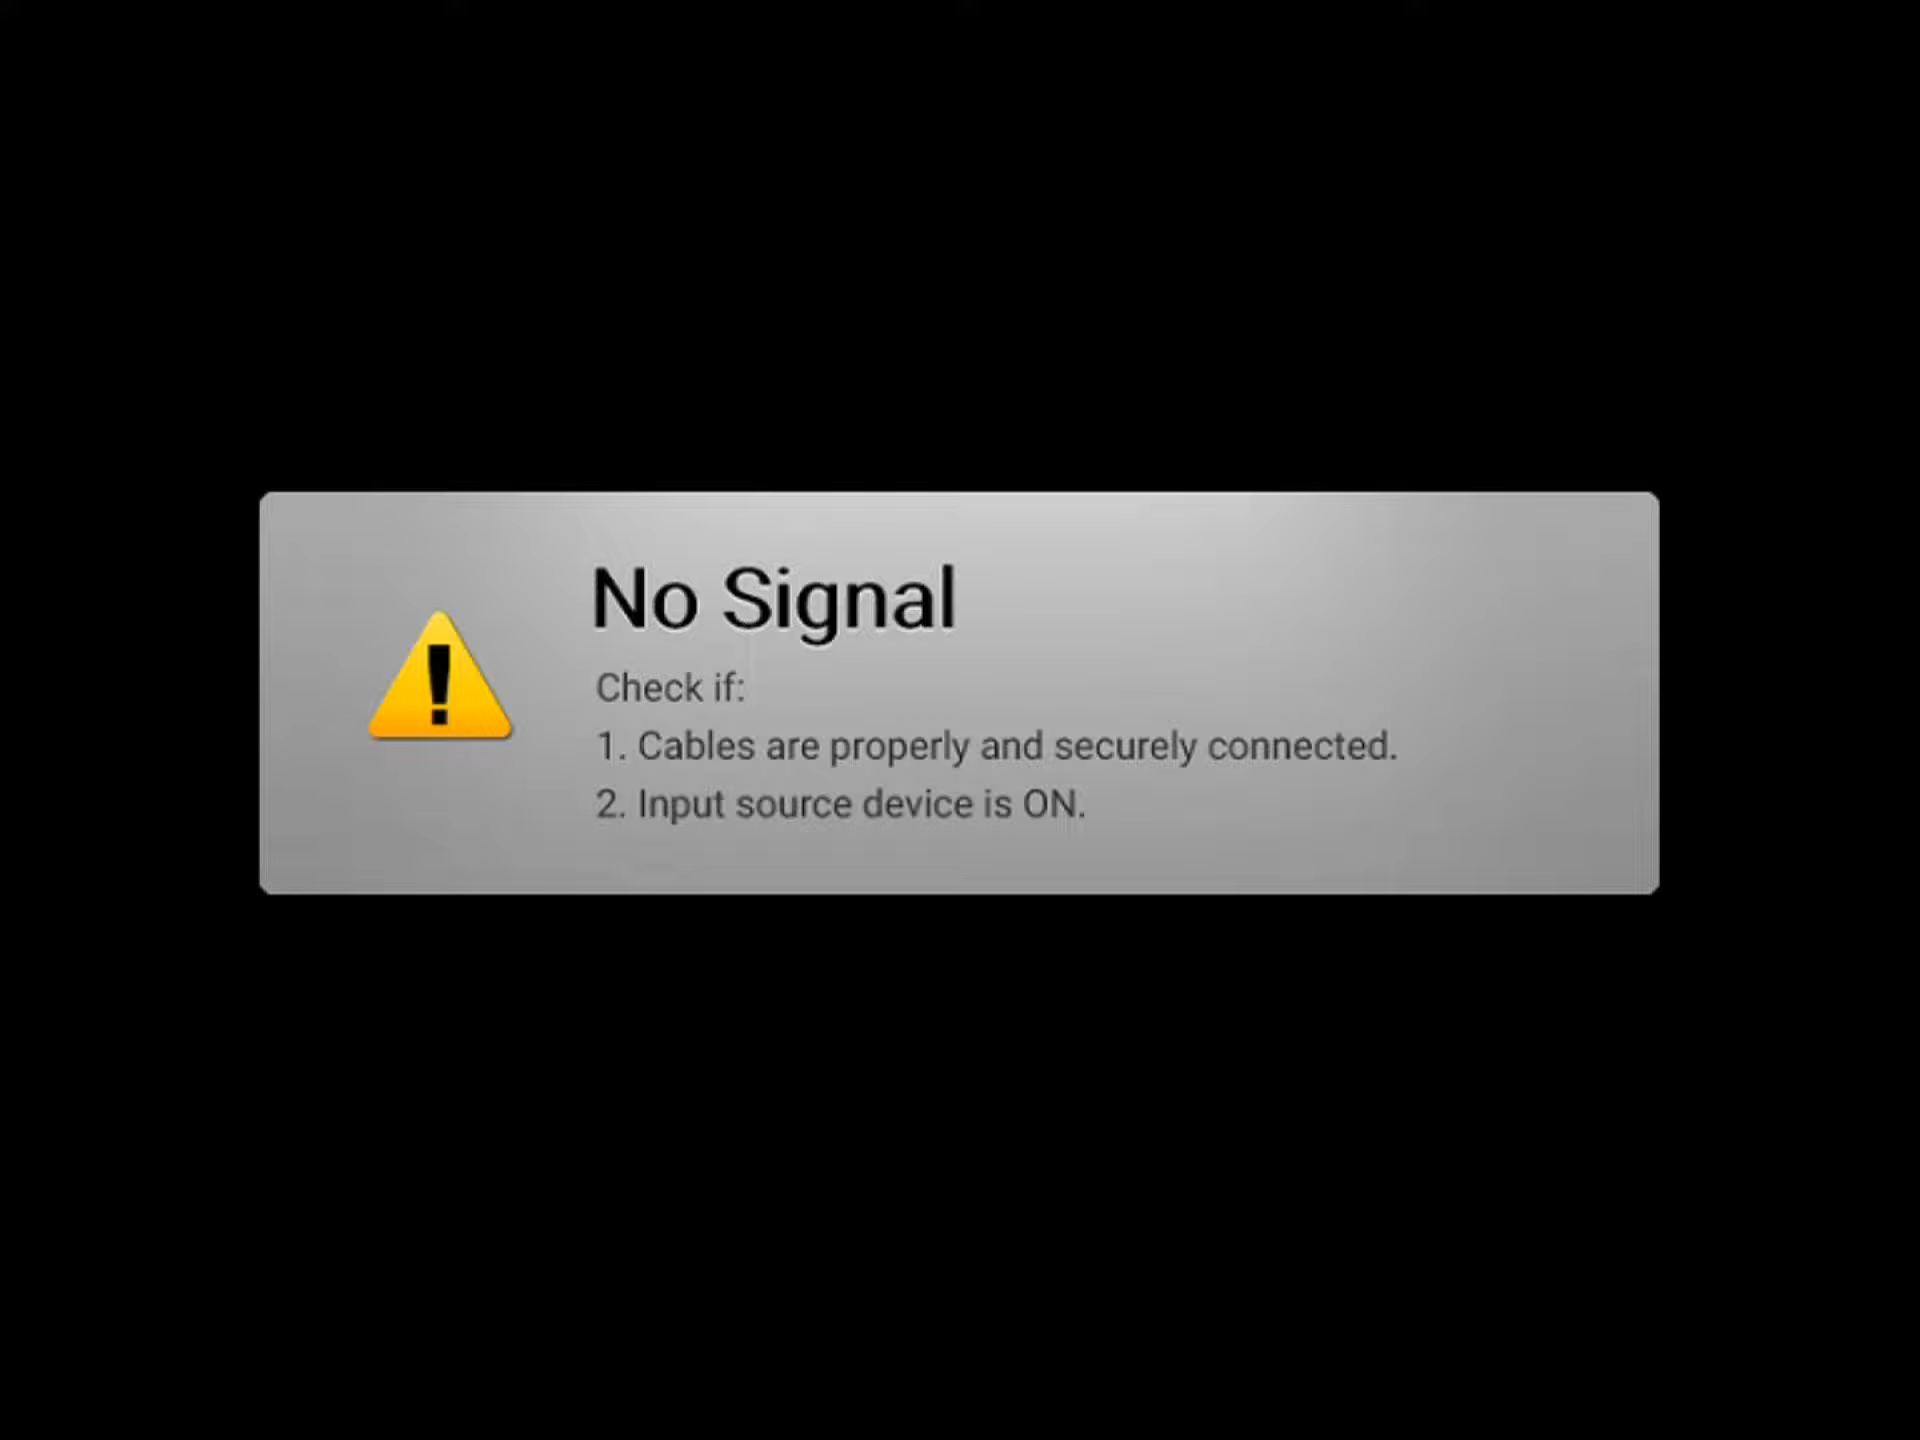 No Signal
Check if:
1. Cables are properly and securely connected.
2. Input source device is ON.